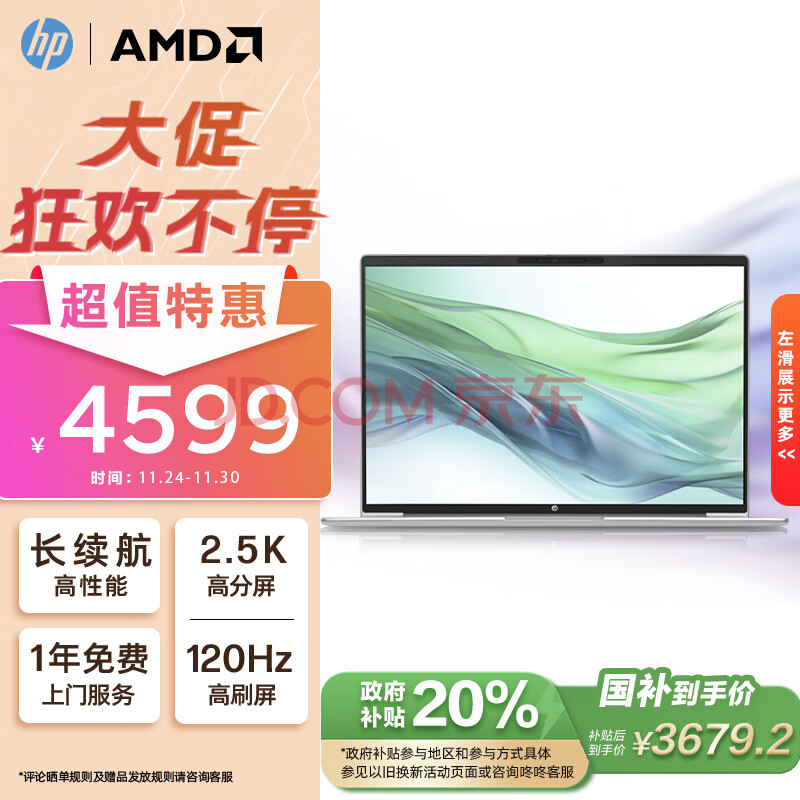 hp AMD
大促
狂欢不停
超值特惠
¥4599
时间:11.24-11.30
JD.COM 京东
左滑展示更多<<
hp
长续航
高性能
2.5K
高分屏
1年免费
上门服务
120Hz
高刷屏
政府
补贴
20%
国补到手价
补贴后
到手价
¥3679.2
*政府补贴参与地区和参与方式具体
参见以旧换新活动页面或咨询咚咚客服
*评论晒单规则及赠品发放规则请咨询客服